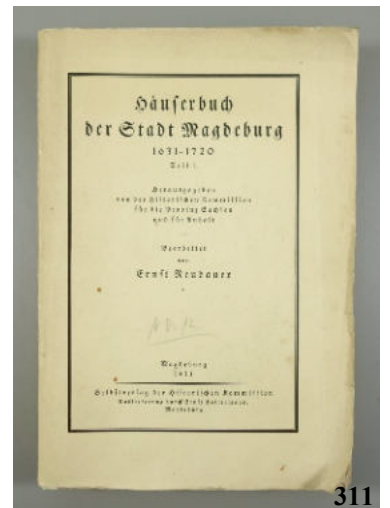 Häuserbuch
der Stadt Magdeburg
1631-1720
Teil I
Herausgegeben
von der Historischen Kommission
für die Provinz Sachsen
und für Anhalt
Bearbeitet
von
Ernst Neubauer
Magdeburg
1931
Selbstverlag der Historischen Kommission
Magdeburg
311